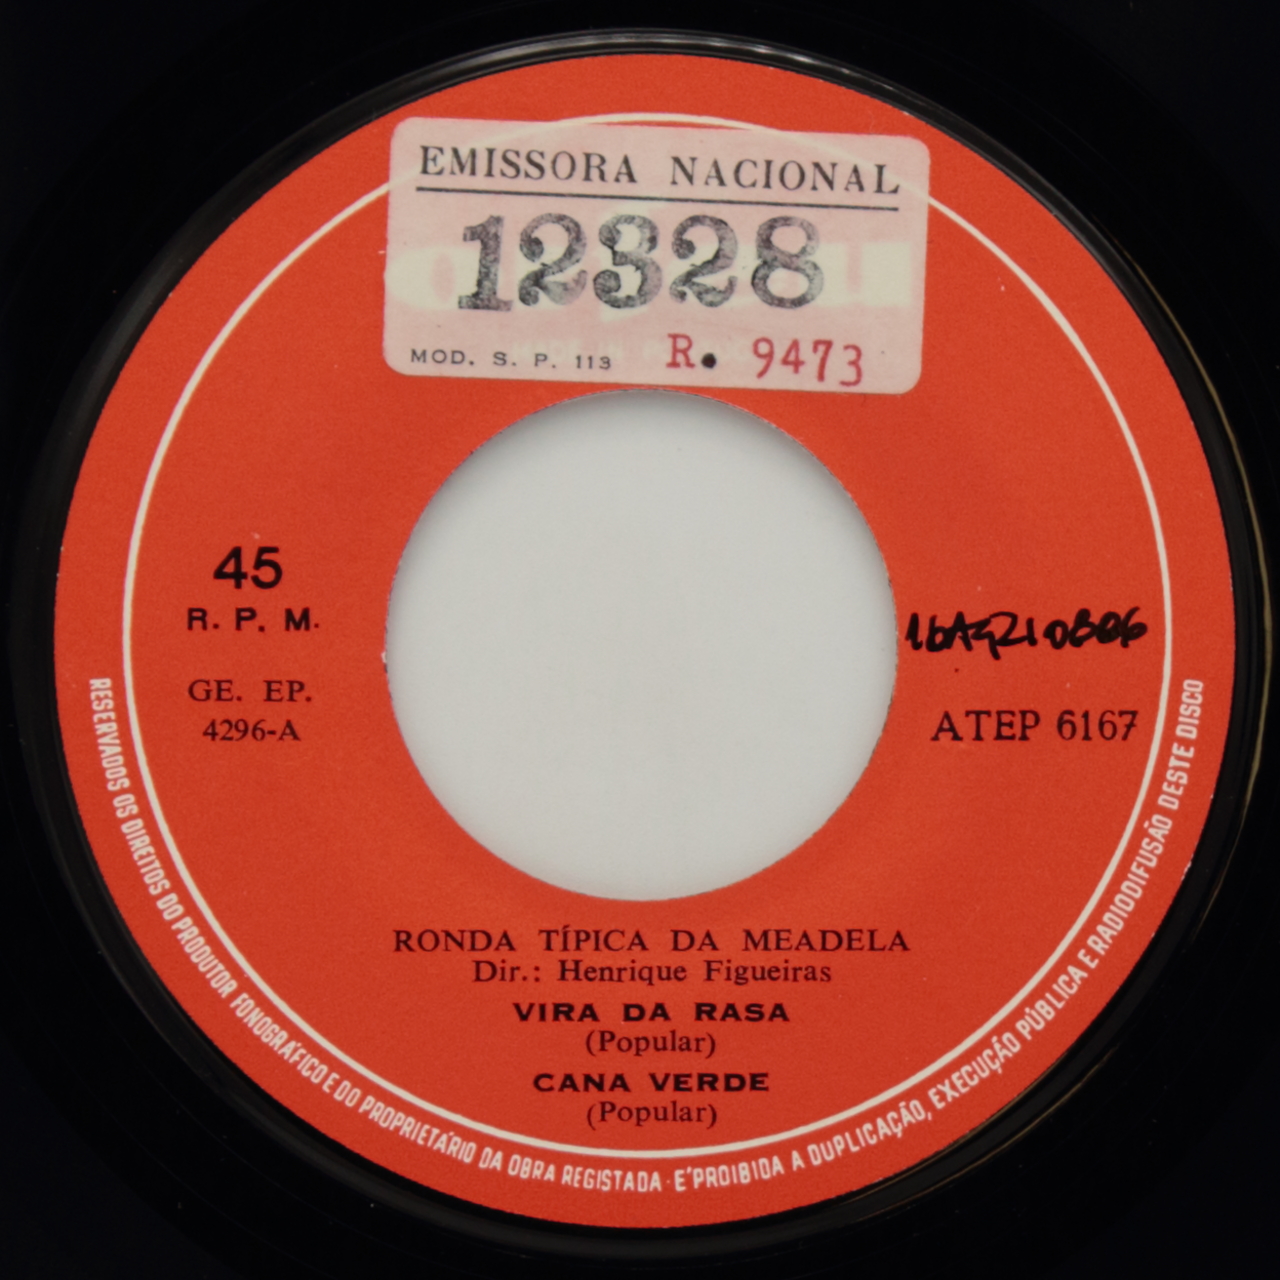 EMISSORA NACIONAL
12328
MOD. S. P. 113 R. 9473
45
R. P. M.
GE. EP.
4296-A
ATEP 6167
RONDA TÍPICA DA MEADELA
Dir.: Henrique Figueiras
VIRA DA RASA
(Popular)
CANA VERDE
(Popular)
RESERVADOS OS DIREITOS DO PRODUTOR FONOGRÁFICO E DO PROPRIETÁRIO DA OBRA REGISTADA · E' PROIBIDA A DUPLICAÇÃO, EXECUÇÃO PÚBLICA E RADIODIFUSÃO DESTE DISCO